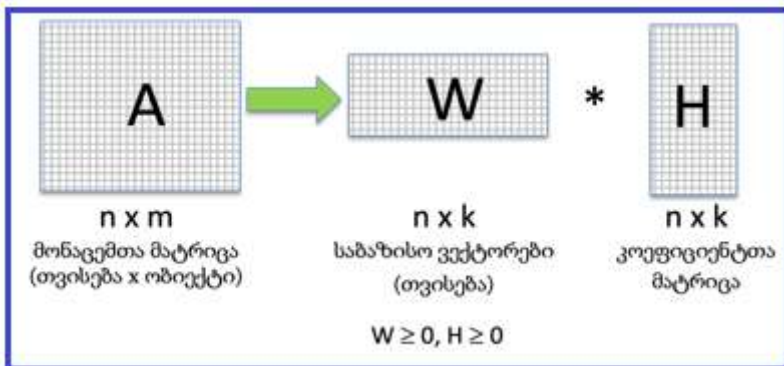 A W * H
n x m n x k n x k
მონაცემთა მატრიცა საბაზისო ვექტორები კოეფიციენტთა
(თვისება x ობიექტი) (თვისება) მატრიცა
W ≥ 0, H ≥ 0